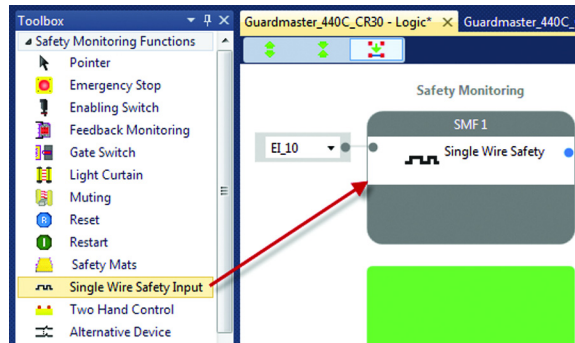 Toolbox
Guardmaster_440C_CR30 - Logic*
Guardmaster_440C_
Safety Monitoring Functions
Pointer
Emergency Stop
Enabling Switch
Feedback Monitoring
Gate Switch
Light Curtain
Muting
R Reset
I Restart
Safety Mats
Single Wire Safety Input
Two Hand Control
Alternative Device
Safety Monitoring
SMF 1
EI_10
Single Wire Safety